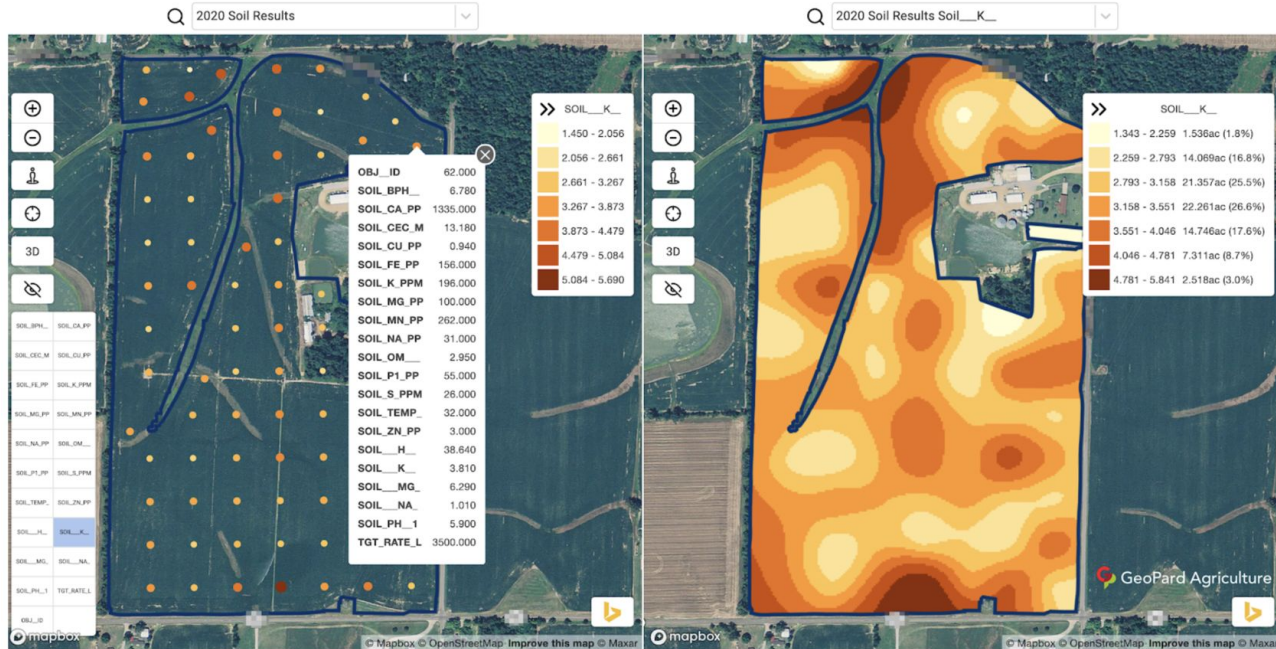 2020 Soil Results
2020 Soil Results Soil___K__
3D
SOIL___K__
1.450 - 2.056
2.056 - 2.661
2.661 - 3.267
3.267 - 3.873
3.873 - 4.479
4.479 - 5.084
5.084 - 5.690
OBJ__ID 62.000
SOIL_BPH__ 6.780
SOIL_CA_PP 1335.000
SOIL_CEC_M 13.180
SOIL_CU_PP 0.940
SOIL_FE_PP 156.000
SOIL_K_PPM 196.000
SOIL_MG_PP 100.000
SOIL_MN_PP 262.000
SOIL_NA_PP 31.000
SOIL_OM___ 2.950
SOIL_P1_PP 55.000
SOIL_S_PPM 26.000
SOIL_TEMP_ 32.000
SOIL_ZN_PP 3.000
SOIL___H__ 38.640
SOIL___K__ 3.810
SOIL___MG_ 6.290
SOIL___NA_ 1.010
SOIL_PH__1 5.900
TGT_RATE_L 3500.000
SOIL_BPH__ SOIL_CA_PP
SOIL_CEC_M SOIL_CU_PP
SOIL_FE_PP SOIL_K_PPM
SOIL_MG_PP SOIL_MN_PP
SOIL_NA_PP SOIL_OM___
SOIL_P1_PP SOIL_S_PPM
SOIL_TEMP_ SOIL_ZN_PP
SOIL___H__ SOIL___K__
SOIL___MG_ SOIL___NA_
SOIL_PH__1 TGT_RATE_L
OBJ__ID
mapbox
© Mapbox © OpenStreetMap Improve this map © Maxar
3D
SOIL___K__
1.343 - 2.259 1.536ac (1.8%)
2.259 - 2.793 14.069ac (16.8%)
2.793 - 3.158 21.357ac (25.5%)
3.158 - 3.551 22.261ac (26.6%)
3.551 - 4.046 14.746ac (17.6%)
4.046 - 4.781 7.311ac (8.7%)
4.781 - 5.841 2.518ac (3.0%)
GeoPard Agriculture
mapbox
© Mapbox © OpenStreetMap Improve this map © Maxar